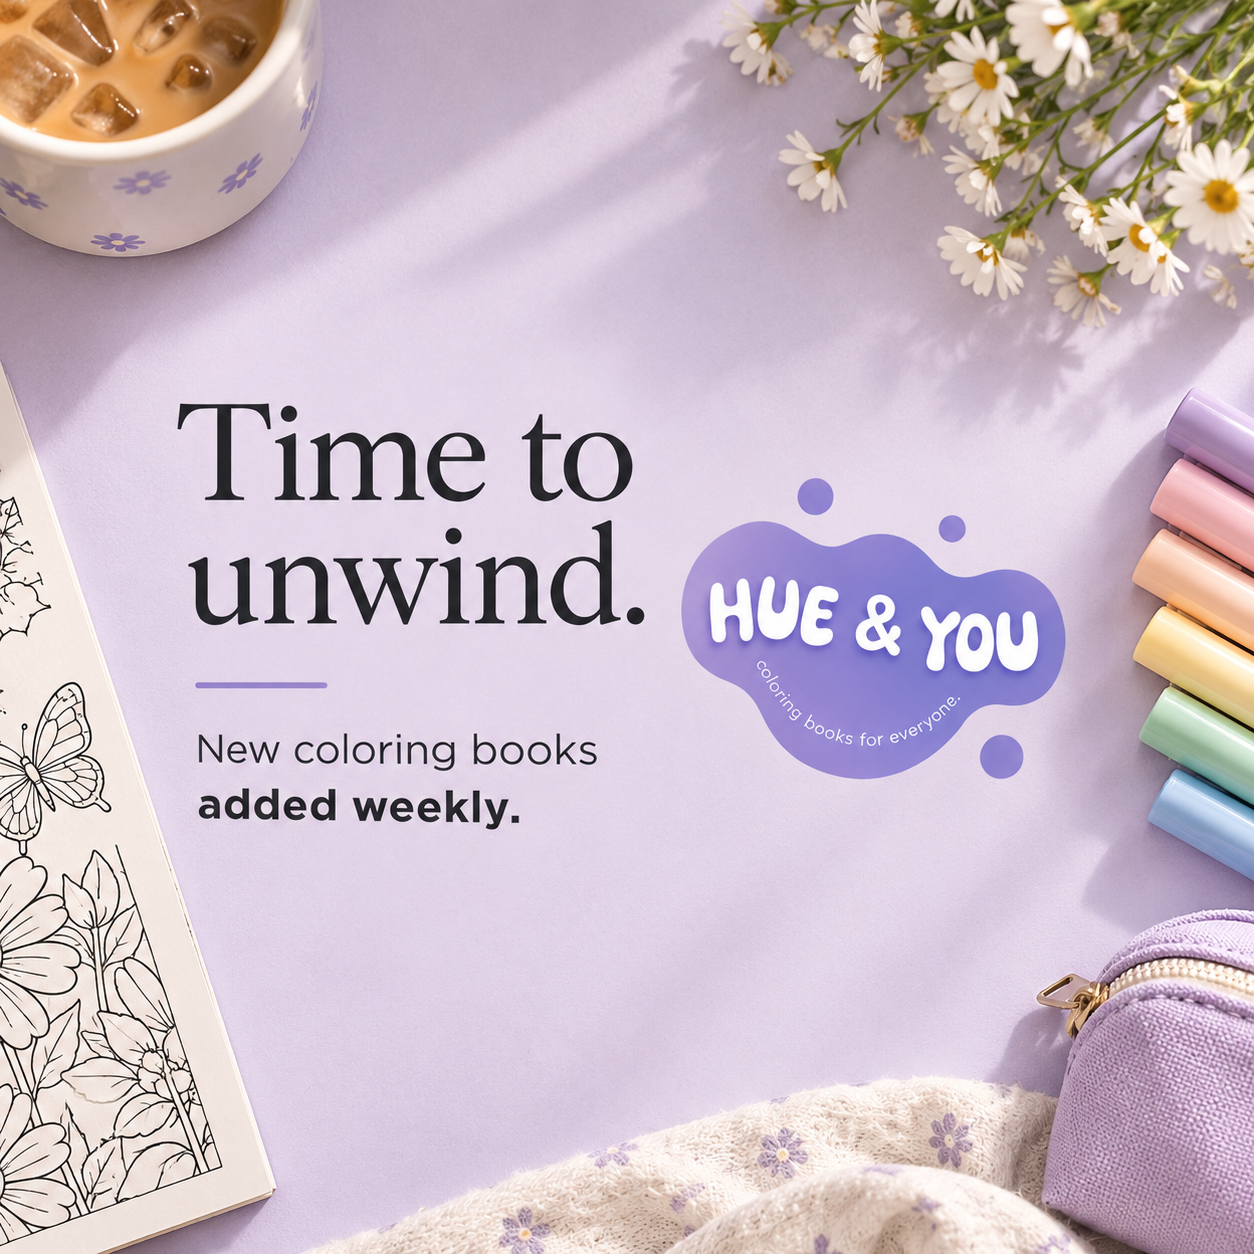 Time to
unwind.
New coloring books
added weekly.
HUE & YOU
coloring books for everyone.